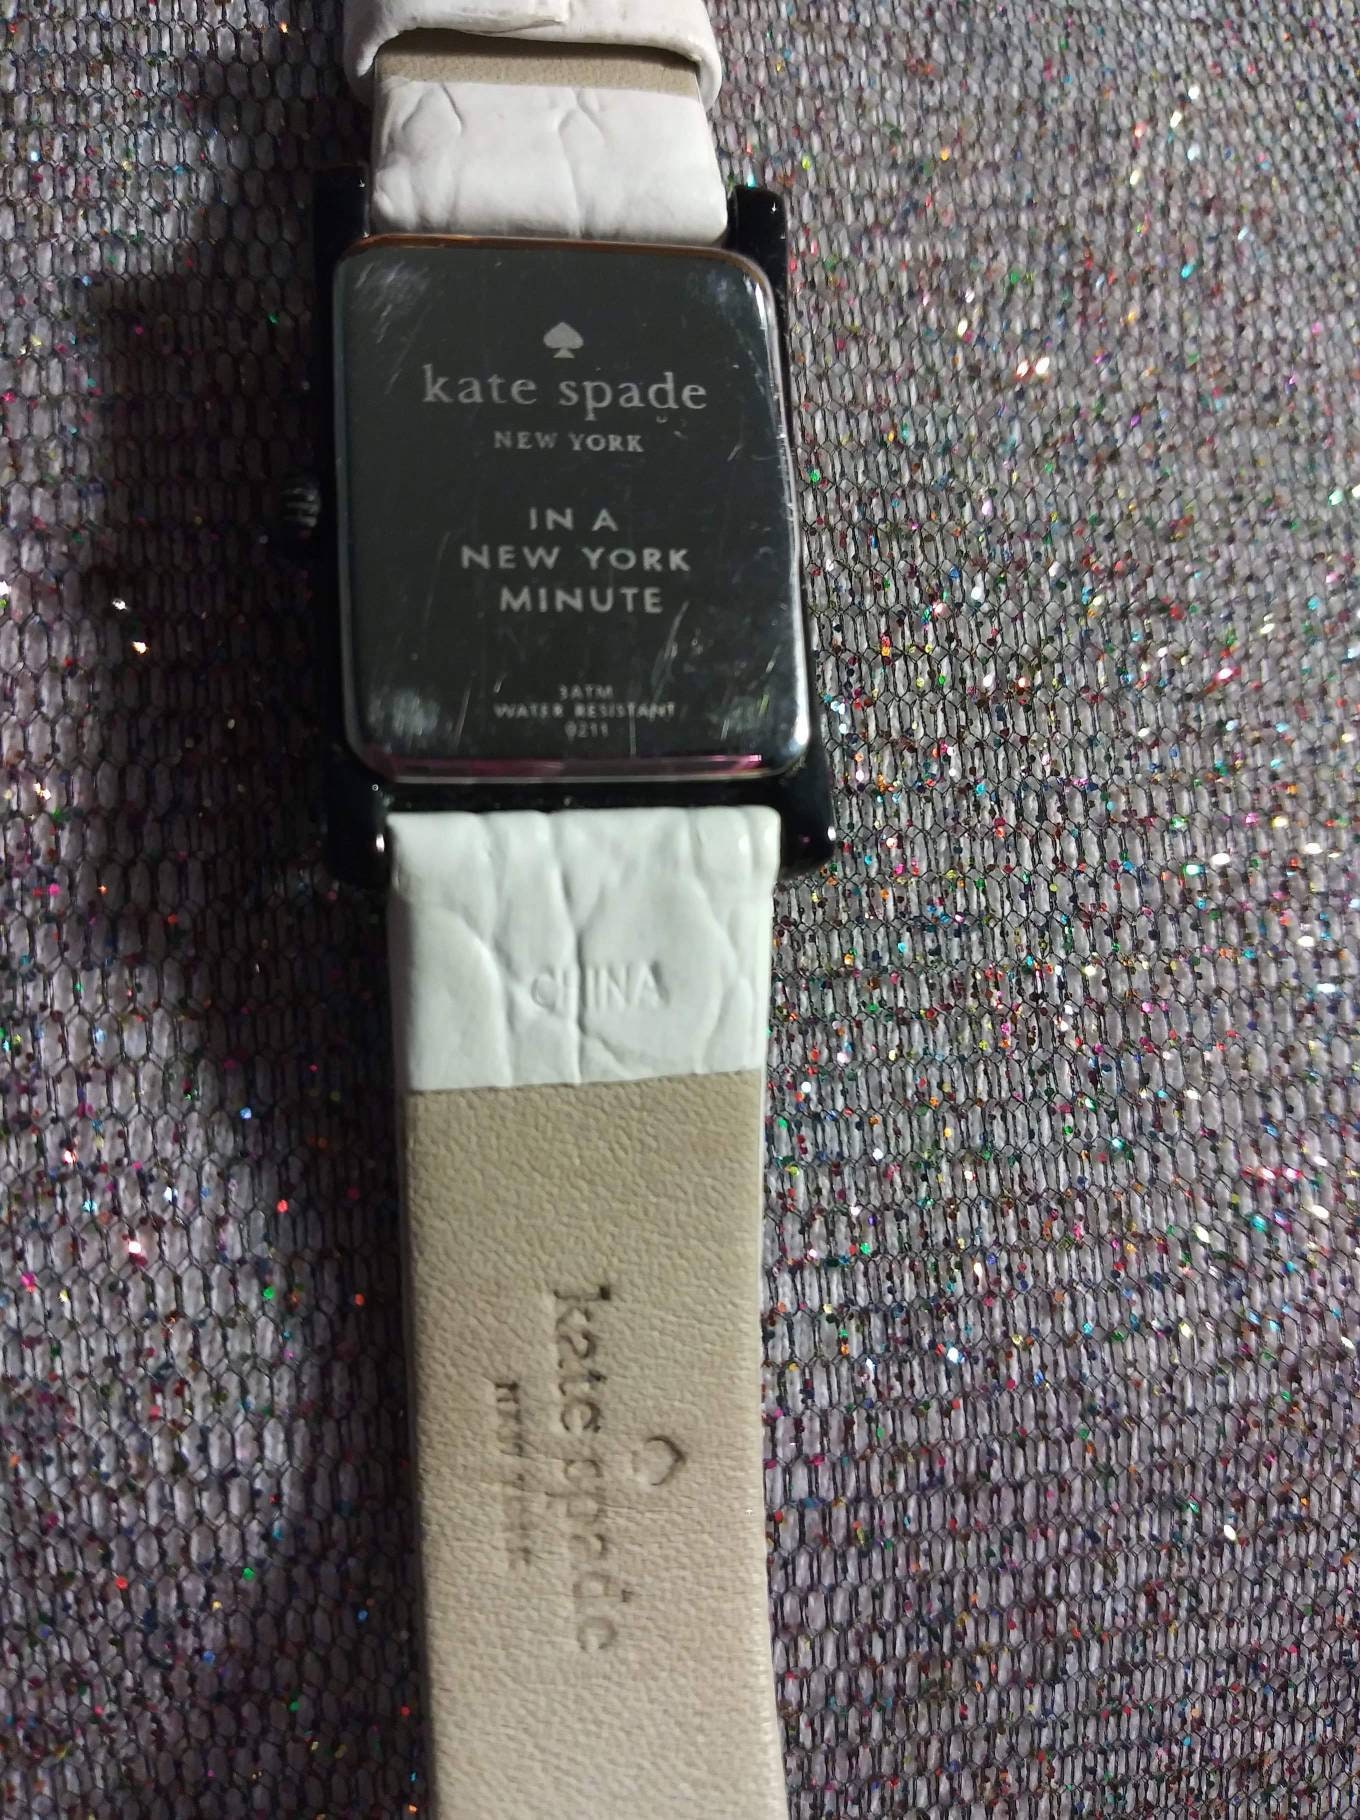 kate spade
NEW YORK
IN A
NEW YORK
MINUTE
3ATM
WATER RESISTANT
0211
CHINA
kate spade